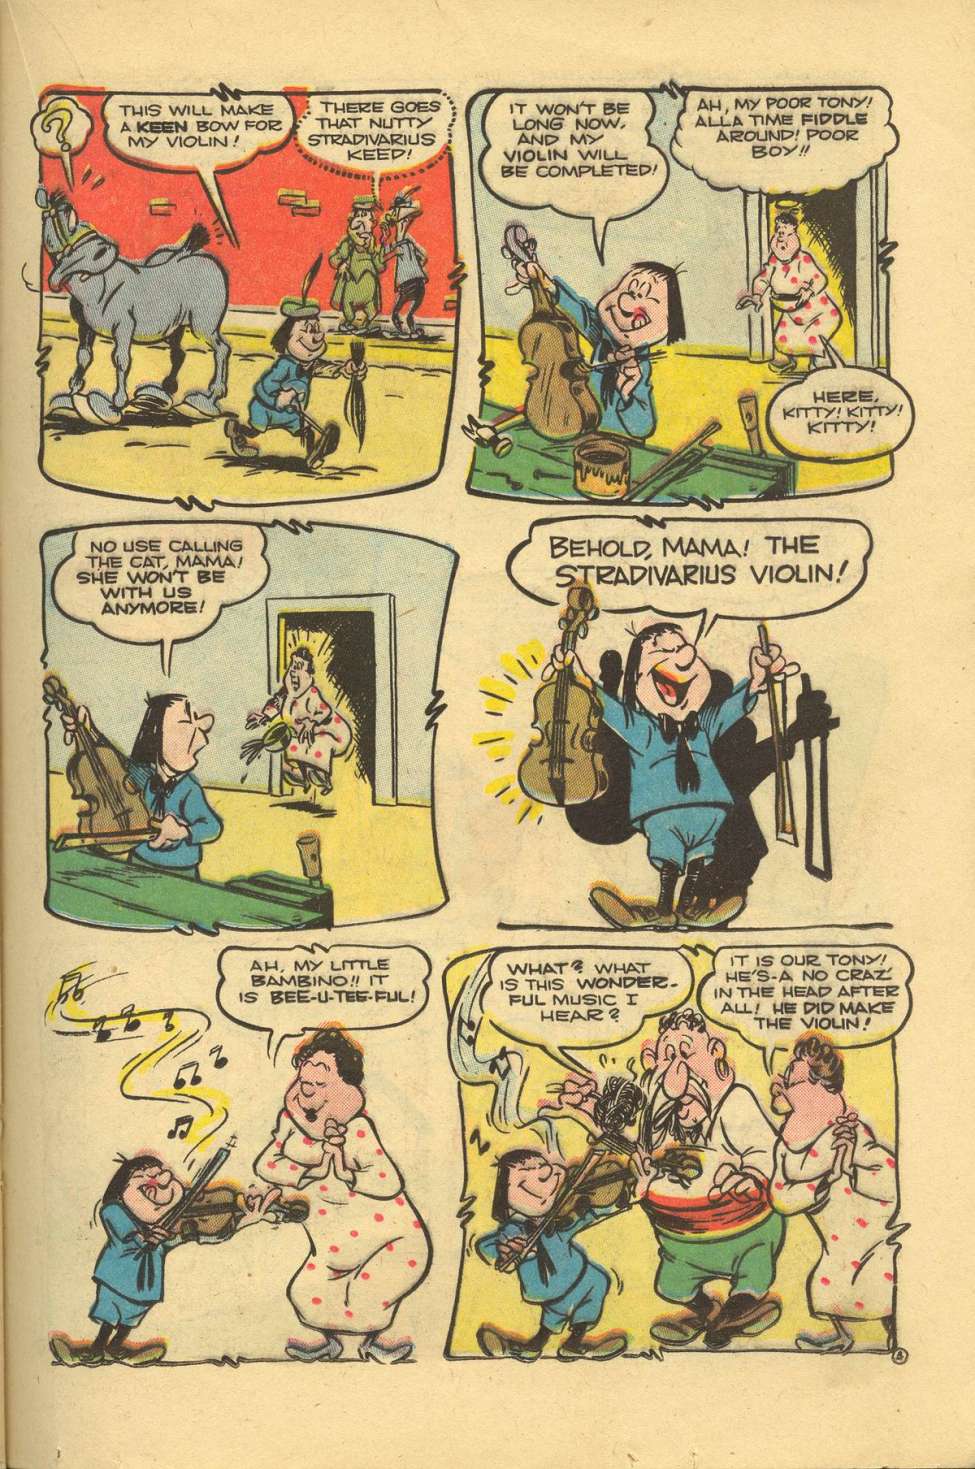 ?
THIS WILL MAKE
A KEEN BOW FOR
MY VIOLIN!
THERE GOES
THAT NUTTY
STRADIVARIUS
KEED!
IT WON'T BE
LONG NOW,
AND MY
VIOLIN WILL
BE COMPLETED!
AH, MY POOR TONY!
ALLA TIME FIDDLE
AROUND! POOR
BOY!!
HERE,
KITTY! KITTY!
KITTY!
NO USE CALLING
THE CAT, MAMA!
SHE WON'T BE
WITH US
ANYMORE!
BEHOLD, MAMA! THE
STRADIVARIUS VIOLIN!
AH, MY LITTLE
BAMBINO!! IT
IS BEE-U-TEE-FUL!
WHAT? WHAT
IS THIS WONDER-
FUL MUSIC I
HEAR?
IT IS OUR TONY!
HE'S-A NO CRAZ'
IN THE HEAD AFTER
ALL! HE DID MAKE
THE VIOLIN!